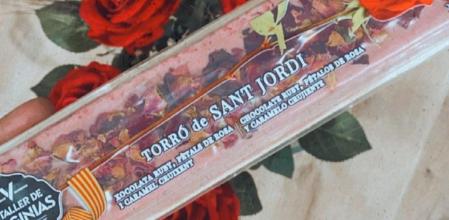 TORRÓ de SANT JORDI
XOCOLATA RUBY, PÈTALS DE ROSA
I CARAMEL CRUIXENT
CHOCOLATE RUBY, PÉTALOS DE ROSA
Y CARAMELO CRUJIENTE
TALLER DE